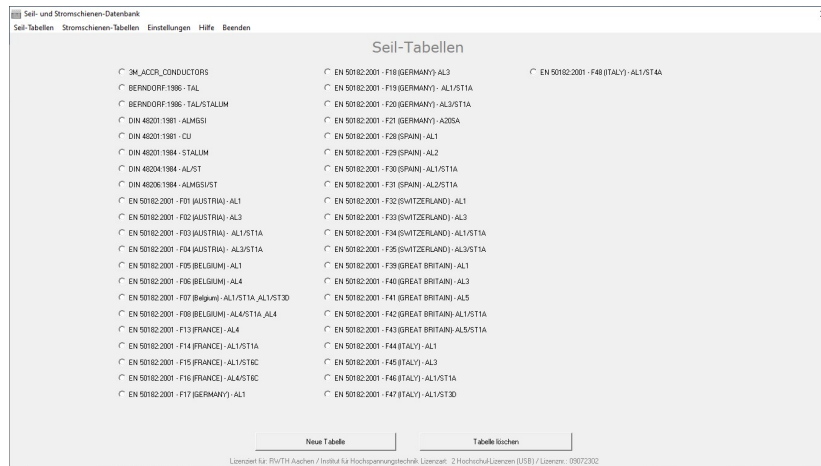 Seil- und Stromschienen-Datenbank
Seil-Tabellen Stromschienen-Tabellen Einstellungen Hilfe Beenden
Seil-Tabellen
3M_ACCR_CONDUCTORS
BERNDORF:1986 - TAL
BERNDORF:1986 - TAL/STALUM
DIN 48201:1981 - ALMGSI
DIN 48201:1981 - CU
DIN 48201:1984 - STALUM
DIN 48204:1984 - AL/ST
DIN 48206:1984 - ALMGSI/ST
EN 50182:2001 - F01 (AUSTRIA) - AL1
EN 50182:2001 - F02 (AUSTRIA) - AL3
EN 50182:2001 - F03 (AUSTRIA) - AL1/ST1A
EN 50182:2001 - F04 (AUSTRIA) - AL3/ST1A
EN 50182:2001 - F05 (BELGIUM) - AL1
EN 50182:2001 - F06 (BELGIUM) - AL4
EN 50182:2001 - F07 (Belgium) - AL1/ST1A_AL1/ST3D
EN 50182:2001 - F08 (BELGIUM) - AL4/ST1A_AL4
EN 50182:2001 - F13 (FRANCE) - AL4
EN 50182:2001 - F14 (FRANCE) - AL1/ST1A
EN 50182:2001 - F15 (FRANCE) - AL1/ST6C
EN 50182:2001 - F16 (FRANCE) - AL4/ST6C
EN 50182:2001 - F17 (GERMANY) - AL1
EN 50182:2001 - F18 (GERMANY)- AL3
EN 50182:2001 - F19 (GERMANY) - AL1/ST1A
EN 50182:2001 - F20 (GERMANY) - AL3/ST1A
EN 50182:2001 - F21 (GERMANY) - A20SA
EN 50182:2001 - F28 (SPAIN) - AL1
EN 50182:2001 - F29 (SPAIN) - AL2
EN 50182:2001 - F30 (SPAIN) - AL1/ST1A
EN 50182:2001 - F31 (SPAIN) - AL2/ST1A
EN 50182:2001 - F32 (SWITZERLAND) - AL1
EN 50182:2001 - F33 (SWITZERLAND) - AL3
EN 50182:2001 - F34 (SWITZERLAND) - AL1/ST1A
EN 50182:2001 - F35 (SWITZERLAND) - AL3/ST1A
EN 50182:2001 - F39 (GREAT BRITAIN) - AL1
EN 50182:2001 - F40 (GREAT BRITAIN) - AL3
EN 50182:2001 - F41 (GREAT BRITAIN) - AL5
EN 50182:2001 - F42 (GREAT BRITAIN)- AL1/ST1A
EN 50182:2001 - F43 (GREAT BRITAIN)- AL5/ST1A
EN 50182:2001 - F44 (ITALY) - AL1
EN 50182:2001 - F45 (ITALY) - AL3
EN 50182:2001 - F46 (ITALY) - AL1/ST1A
EN 50182:2001 - F47 (ITALY) - AL1/ST3D
EN 50182:2001 - F48 (ITALY) - AL1/ST4A
Neue Tabelle
Tabelle löschen
Lizenziert für: RWTH Aachen / Institut für Hochspannungstechnik Lizenzart: 2 Hochschul-Lizenzen (USB) / Lizenznr.: 89072302